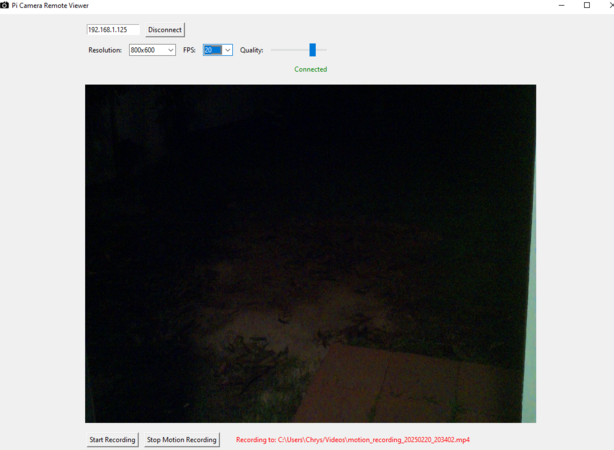 Pi Camera Remote Viewer
192.168.1.125 Disconnect
Resolution: 800x600 FPS: 20 Quality:
Connected
Start Recording Stop Motion Recording Recording to: C:\Users\Chrys/Videos\motion_recording_20250220_203402.mp4